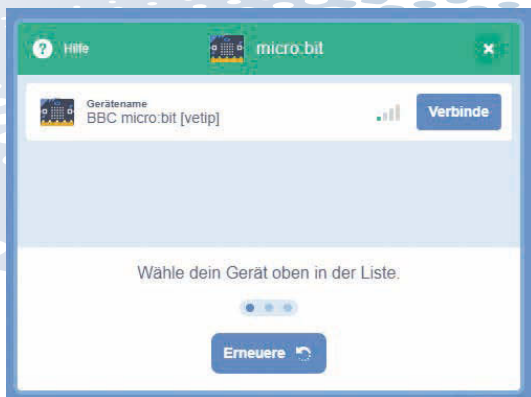 ? Hilfe micro:bit ×
Gerätename
BBC micro:bit [vetip]
Verbinde
Wähle dein Gerät oben in der Liste.
Erneuere